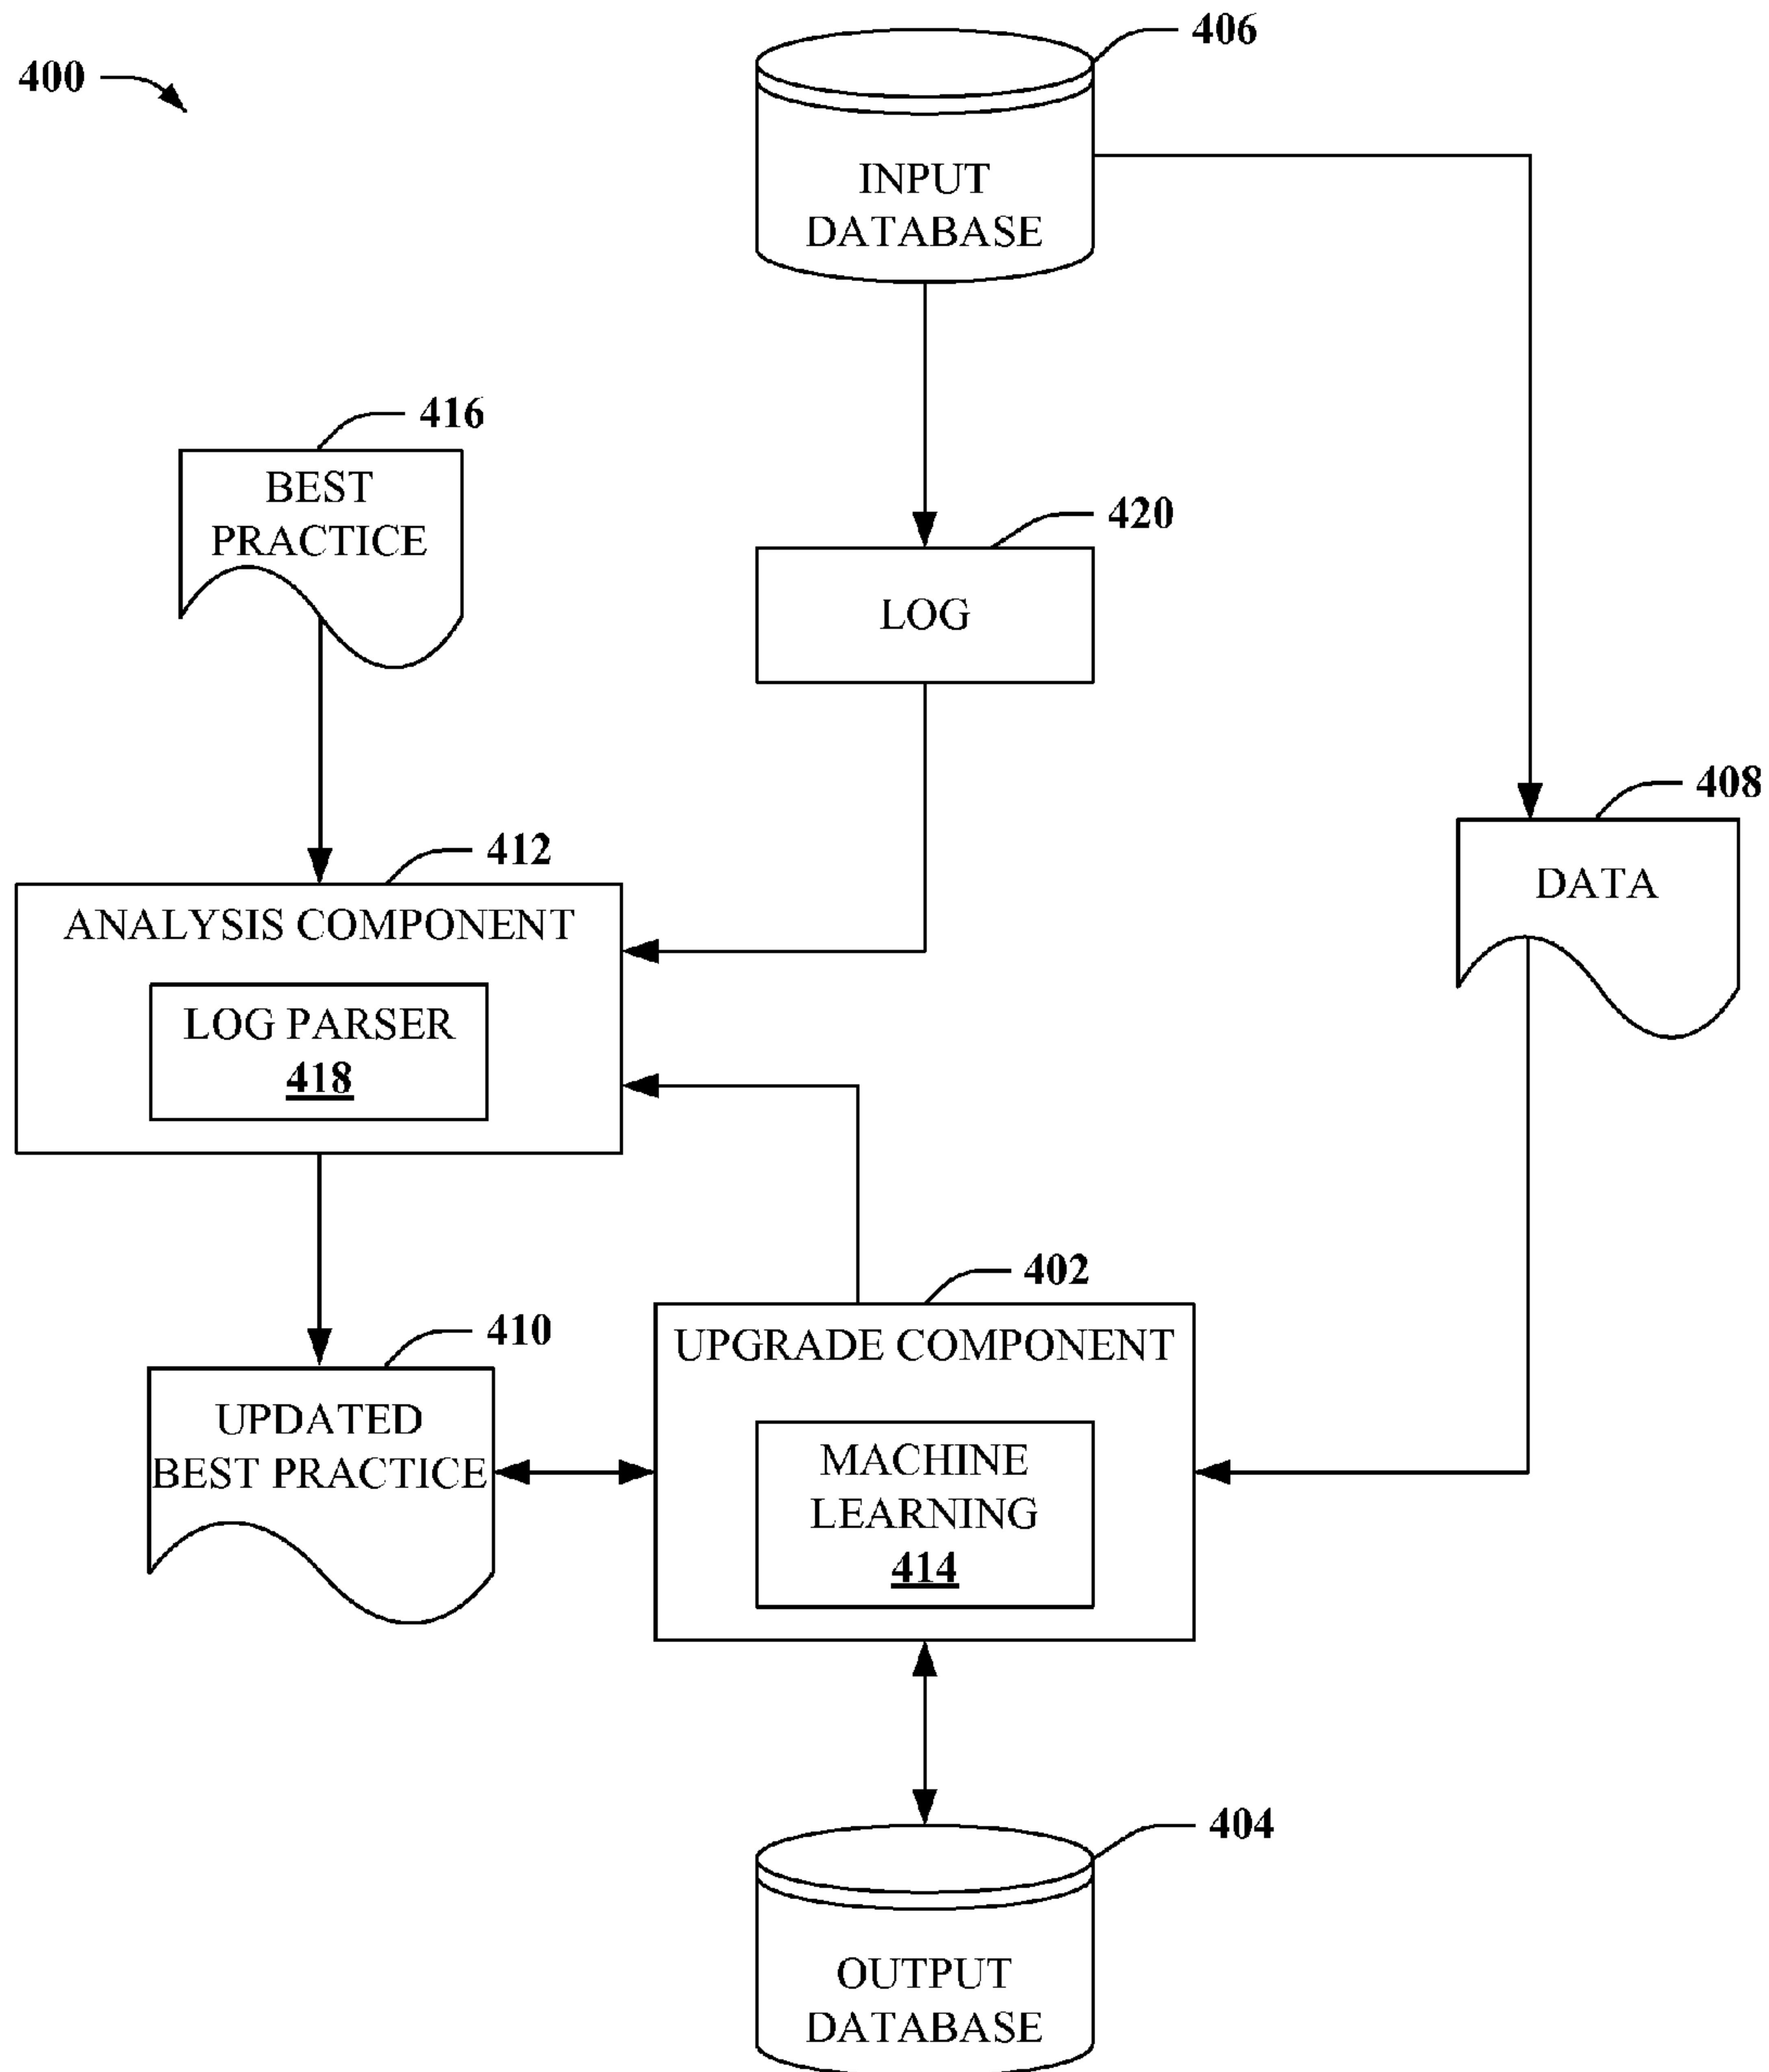 400
406
INPUT
DATABASE
416
BEST
PRACTICE
420
LOG
408
DATA
412
ANALYSIS COMPONENT
LOG PARSER
418
402
UPGRADE COMPONENT
MACHINE
LEARNING
414
410
UPDATED
BEST PRACTICE
404
OUTPUT
DATABASE